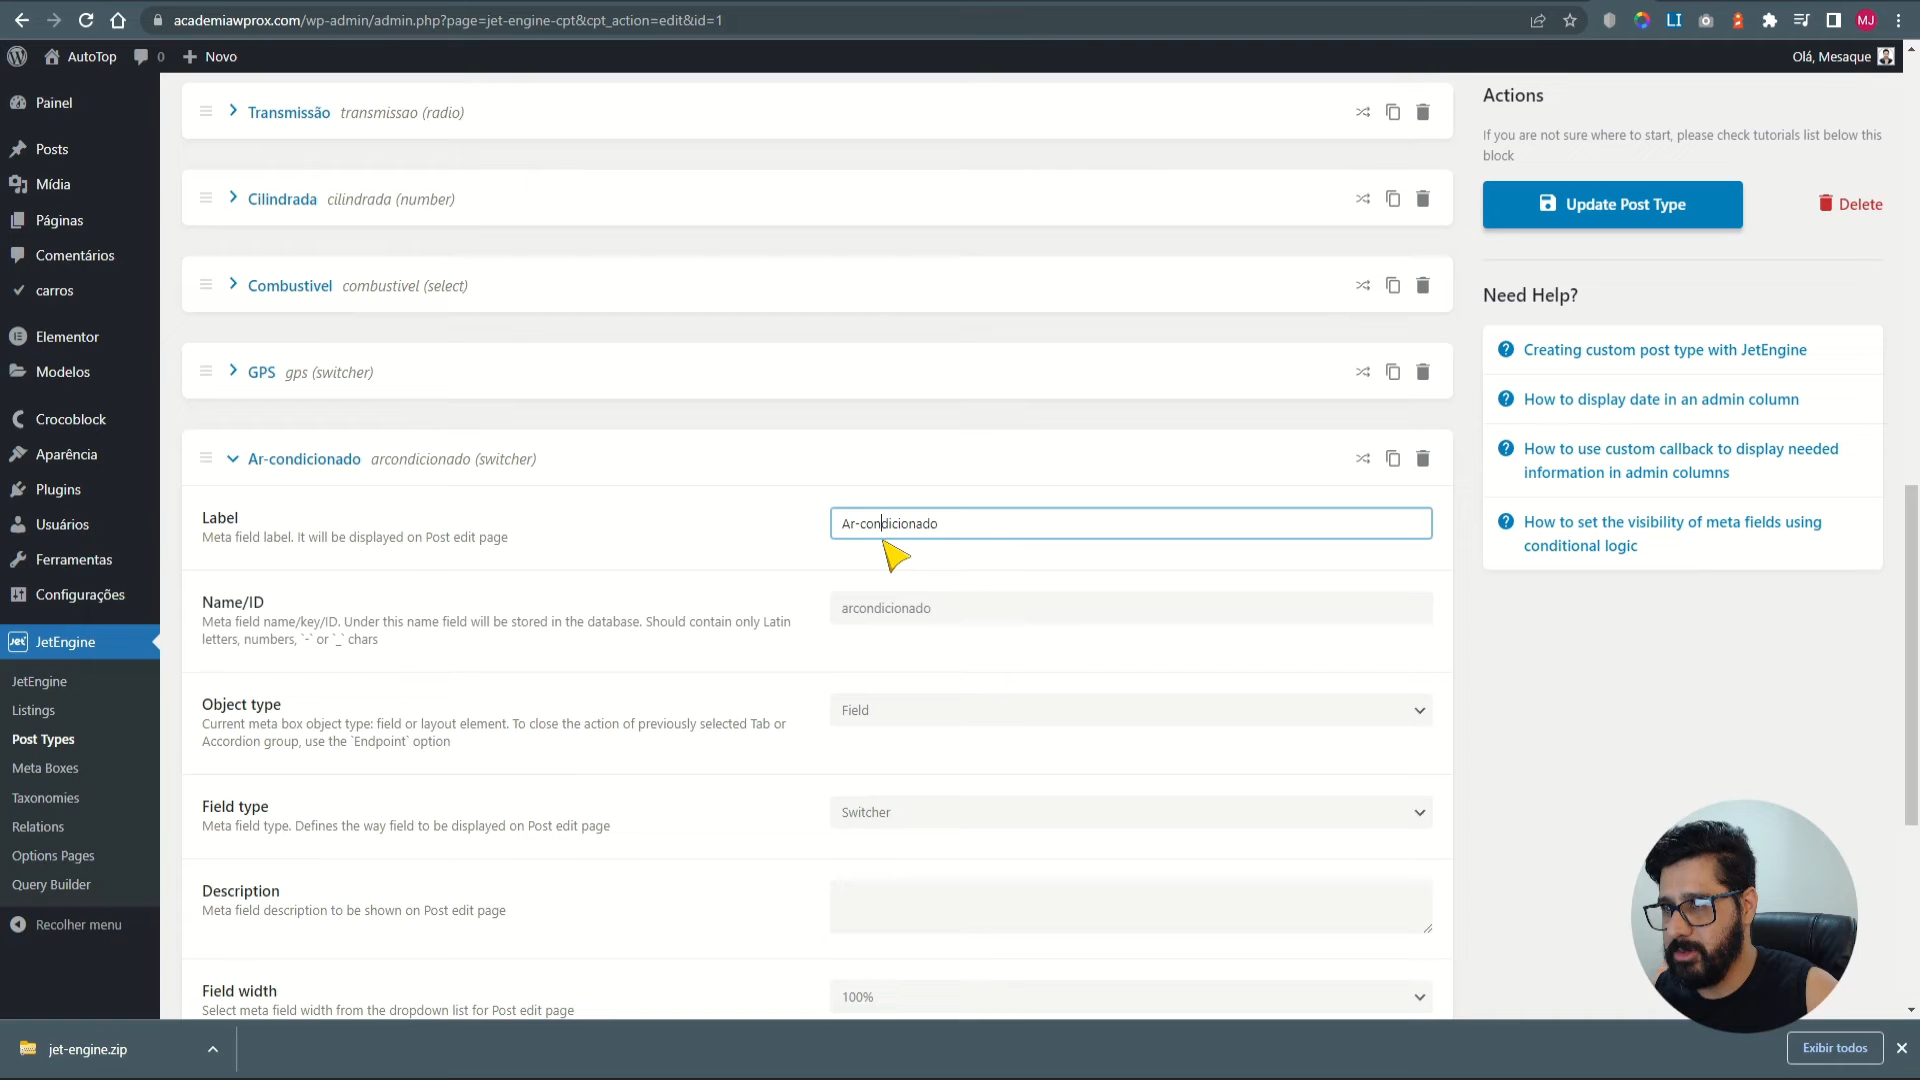 academiawprox.com/wp-admin/admin.php?page=jet-engine-cpt&cpt_action=edit&id=1
LI
MJ
AutoTop
0
Novo
Olá, Mesaque
Painel
Posts
Mídia
Páginas
Comentários
carros
Elementor
Modelos
Crocoblock
Aparência
Plugins
Usuários
Ferramentas
Configurações
Jet
JetEngine
JetEngine
Listings
Post Types
Meta Boxes
Taxonomies
Relations
Options Pages
Query Builder
Recolher menu
Transmissão transmissao (radio)
Cilindrada cilindrada (number)
Combustivel combustivel (select)
GPS gps (switcher)
Ar-condicionado arcondicionado (switcher)
Label
Meta field label. It will be displayed on Post edit page
Ar-condicionado
Name/ID
Meta field name/key/ID. Under this name field will be stored in the database. Should contain only Latin
letters, numbers, `-` or `_` chars
arcondicionado
Object type
Current meta box object type: field or layout element. To close the action of previously selected Tab or
Accordion group, use the `Endpoint` option
Field
Field type
Meta field type. Defines the way field to be displayed on Post edit page
Switcher
Description
Meta field description to be shown on Post edit page
Field width
Select meta field width from the dropdown list for Post edit page
100%
Actions
If you are not sure where to start, please check tutorials list below this
block
Update Post Type
Delete
Need Help?
Creating custom post type with JetEngine
How to display date in an admin column
How to use custom callback to display needed
information in admin columns
How to set the visibility of meta fields using
conditional logic
jet-engine.zip
Exibir todos